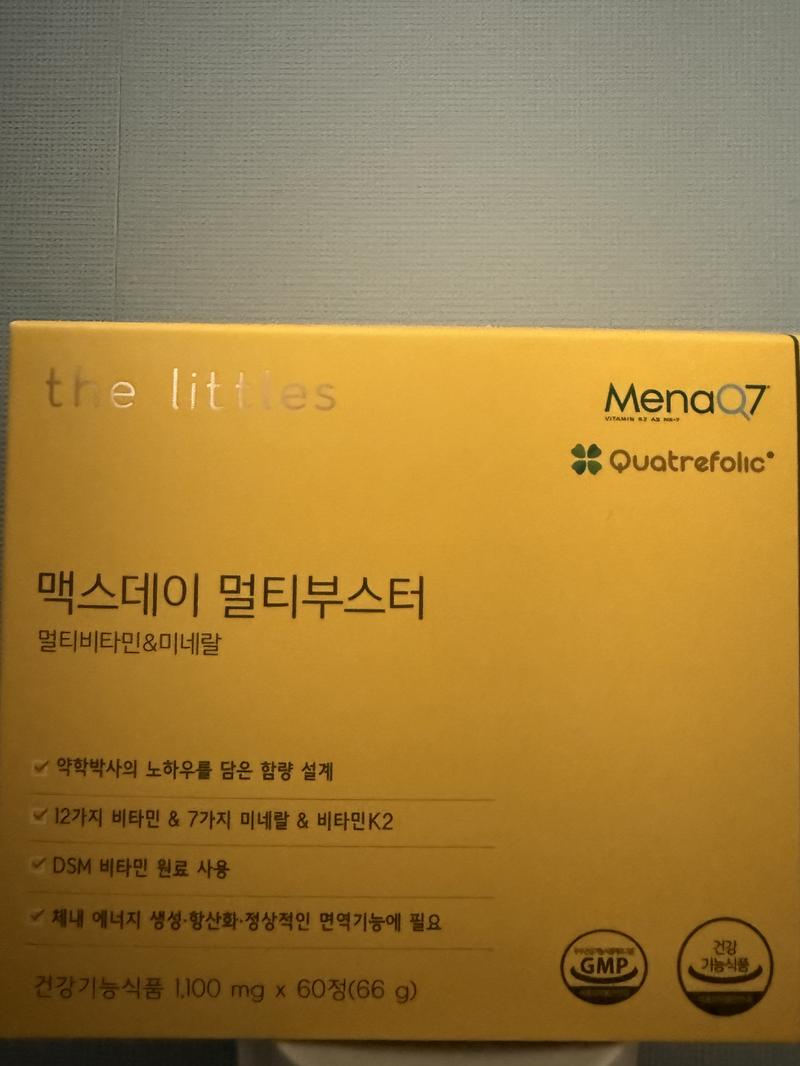 the littles
MenaQ7
VITAMIN K2 AS MK-7
Quatrefolic
맥스데이 멀티부스터
멀티비타민&미네랄
약학박사의 노하우를 담은 함량 설계
12가지 비타민 & 7가지 미네랄 & 비타민K2
DSM 비타민 원료 사용
체내 에너지 생성·항산화·정상적인 면역기능에 필요
건강기능식품 1,100 mg x 60정(66 g)
GMP
건강
기능식품